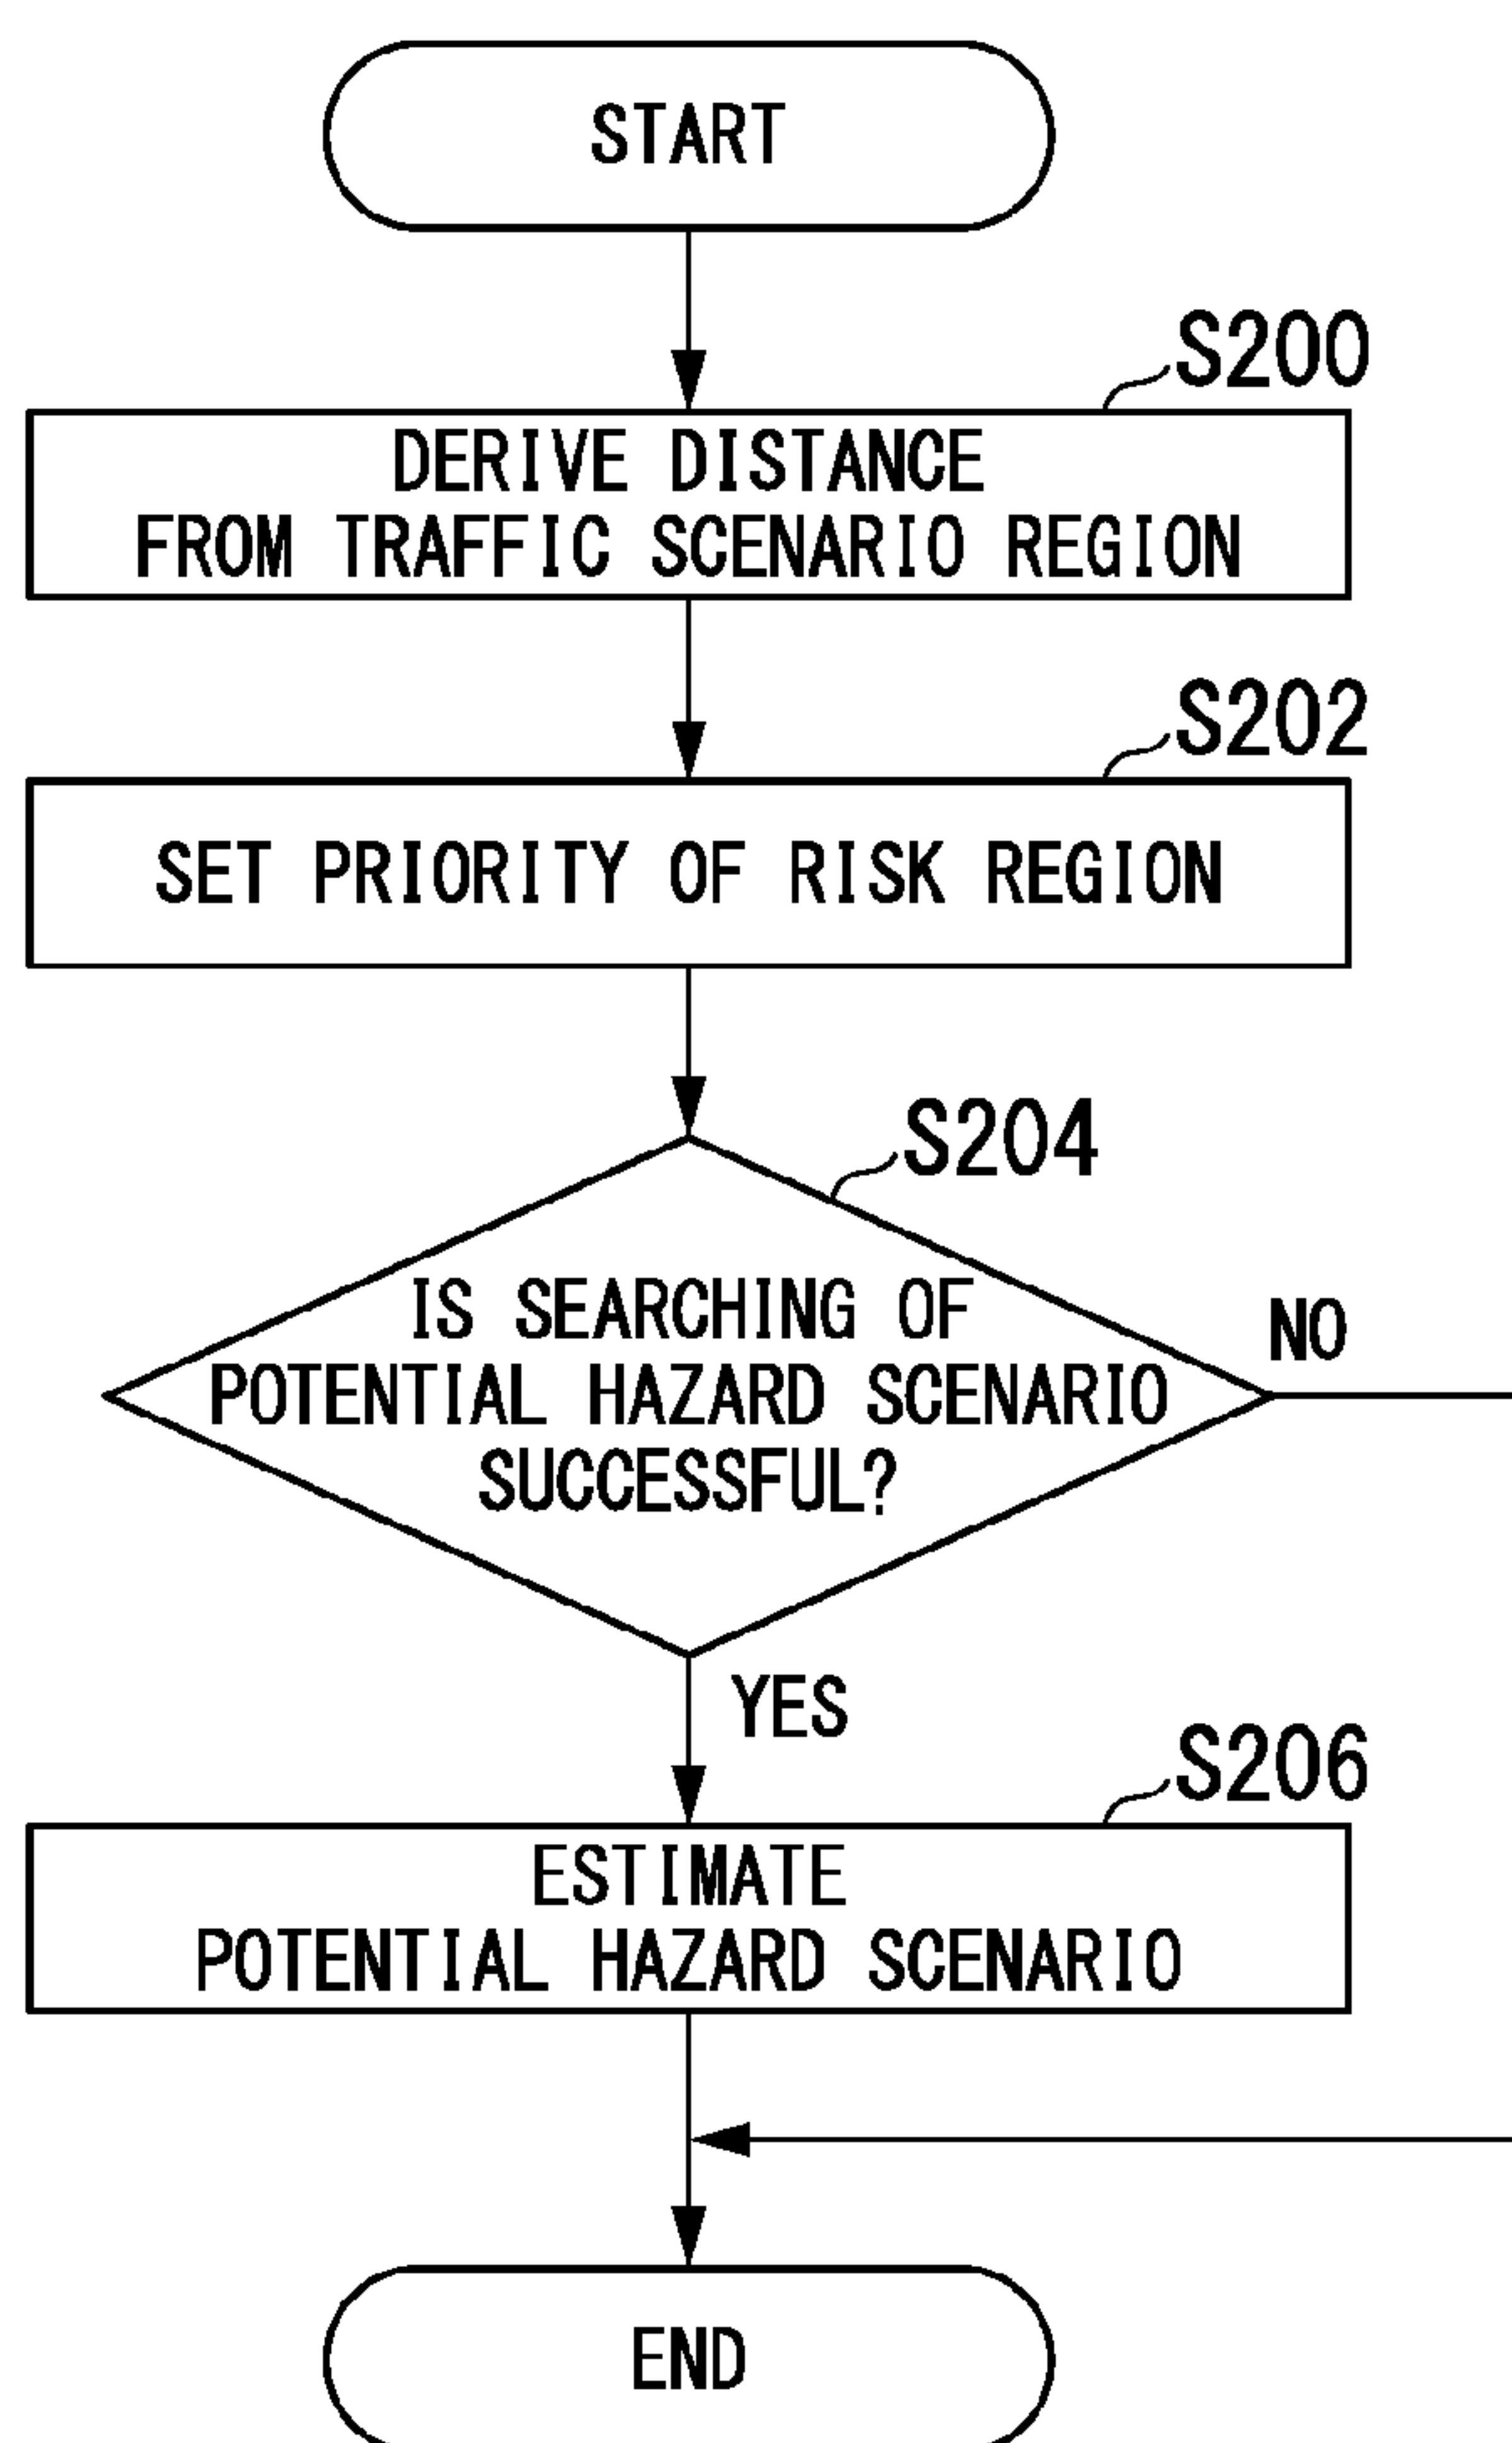 START
S200
DERIVE DISTANCE
FROM TRAFFIC SCENARIO REGION
S202
SET PRIORITY OF RISK REGION
S204
IS SEARCHING OF
POTENTIAL HAZARD SCENARIO
SUCCESSFUL?
NO
YES
S206
ESTIMATE
POTENTIAL HAZARD SCENARIO
END